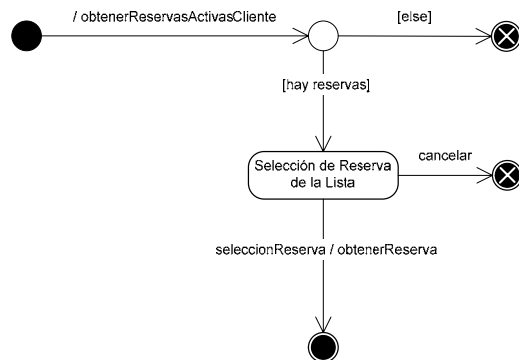 / obtenerReservasActivasCliente
[else]
[hay reservas]
Selección de Reserva
de la Lista
cancelar
seleccionReserva / obtenerReserva